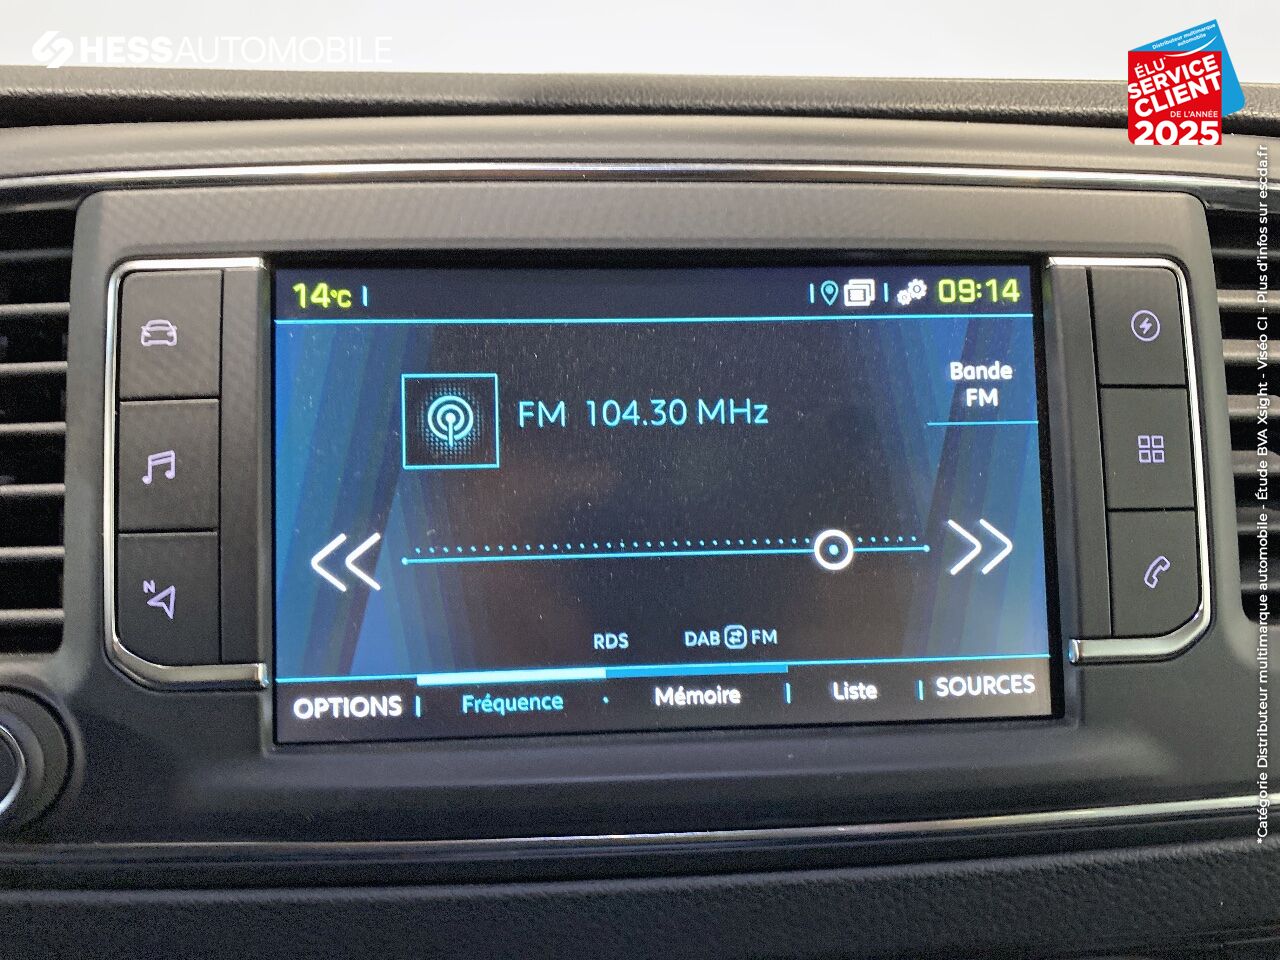 HESSAUTOMOBILE
Distributeur multimarque
automobile*
ÉLU
SERVICE
CLIENT
DE L'ANNÉE
2025
*Catégorie Distributeur multimarque automobile - Étude BVA Xsight - Viséo CI - Plus d'infos sur escda.fr
14°C
09:14
Bande
FM
FM 104.30 MHz
N
RDS
DAB FM
OPTIONS
Fréquence
Mémoire
Liste
SOURCES